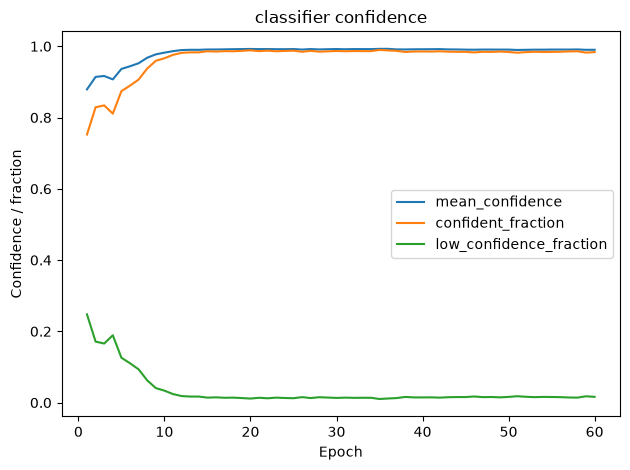 classifier confidence
Confidence / fraction
1.0
0.8
0.6
0.4
0.2
0.0
mean_confidence
confident_fraction
low_confidence_fraction
0 10 20 30 40 50 60
Epoch